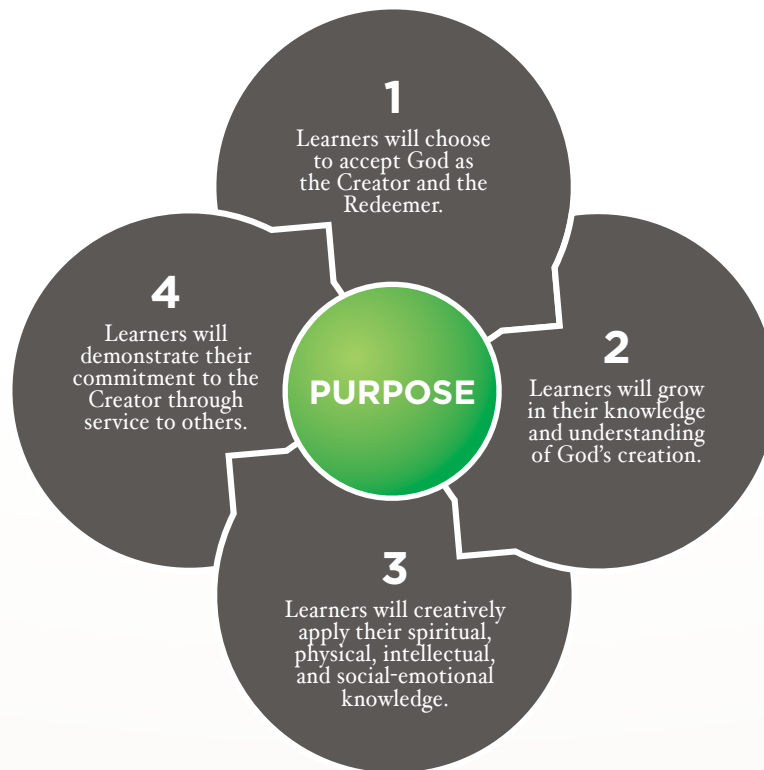 1
Learners will choose
to accept God as
the Creator and the
Redeemer.
4
Learners will
demonstrate their
commitment to the
Creator through
service to others.
PURPOSE
2
Learners will grow
in their knowledge
and understanding
of God’s creation.
3
Learners will creatively
apply their spiritual,
physical, intellectual,
and social-emotional
knowledge.